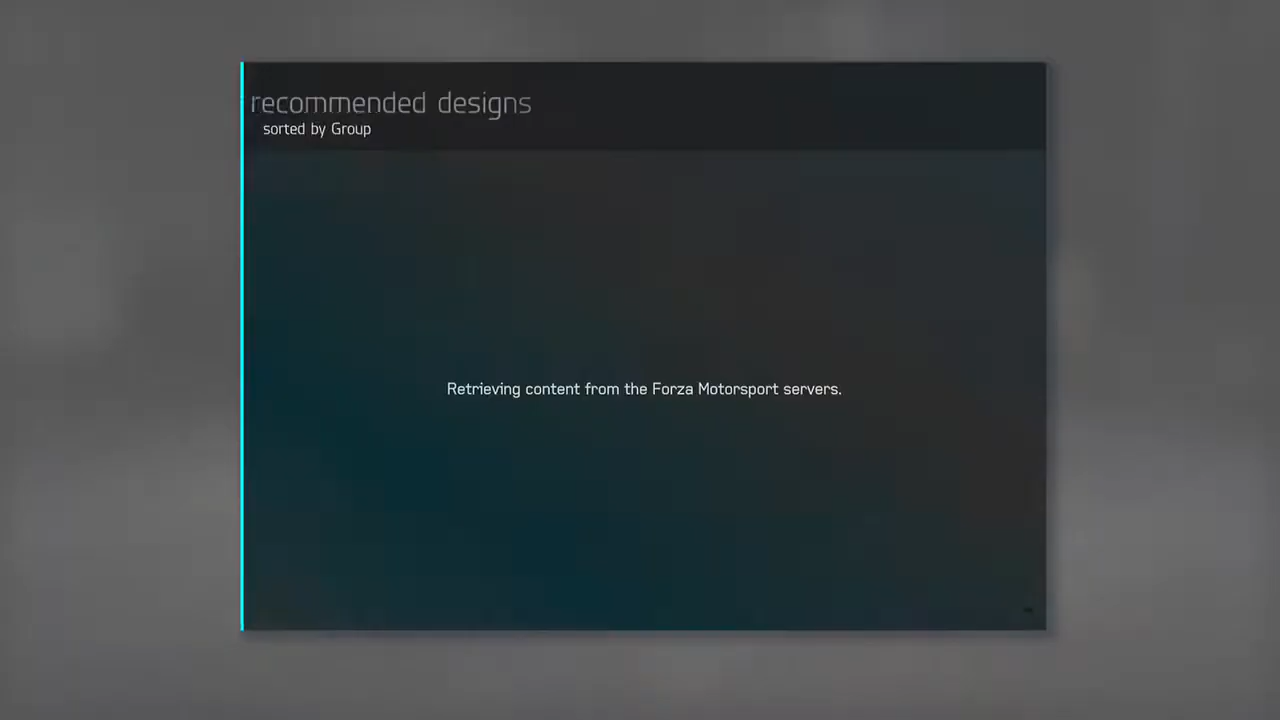 recommended designs
sorted by Group
Retrieving content from the Forza Motorsport servers.